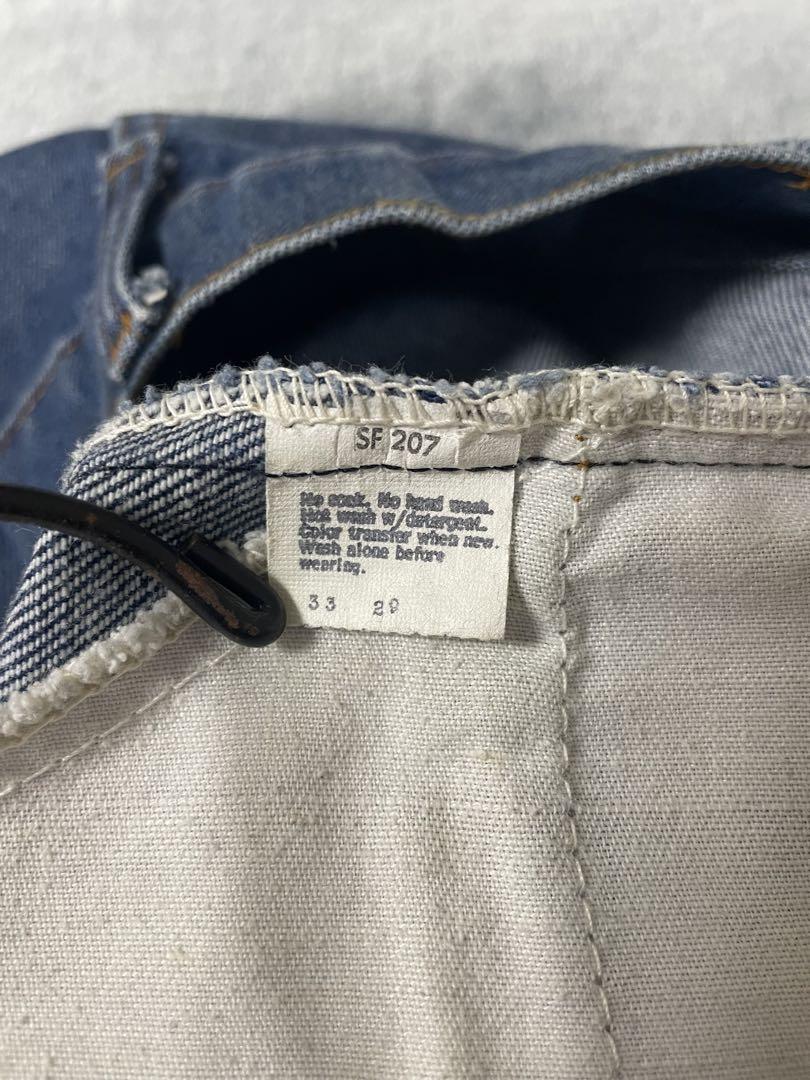 SF 207
No soak, No hand wash.
Hot wash w/detergent.
Color transfer when new.
Wash alone before
wearing.
33 29